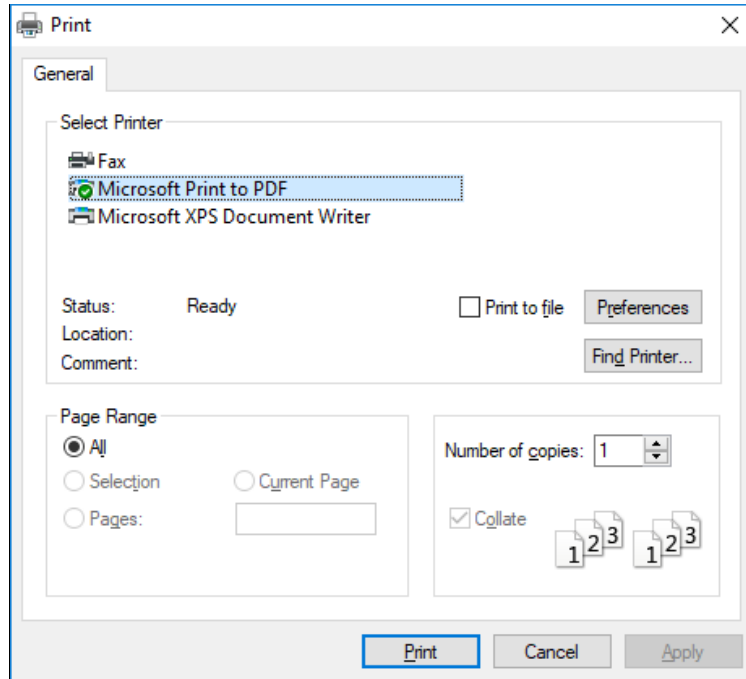 Print
General
Select Printer
Fax
Microsoft Print to PDF
Microsoft XPS Document Writer
Status: Ready
Print to file
Preferences
Location:
Comment:
Find Printer...
Page Range
All
Selection
Current Page
Pages:
Number of copies: 1
Collate
1 2 3 1 2 3
Print
Cancel
Apply